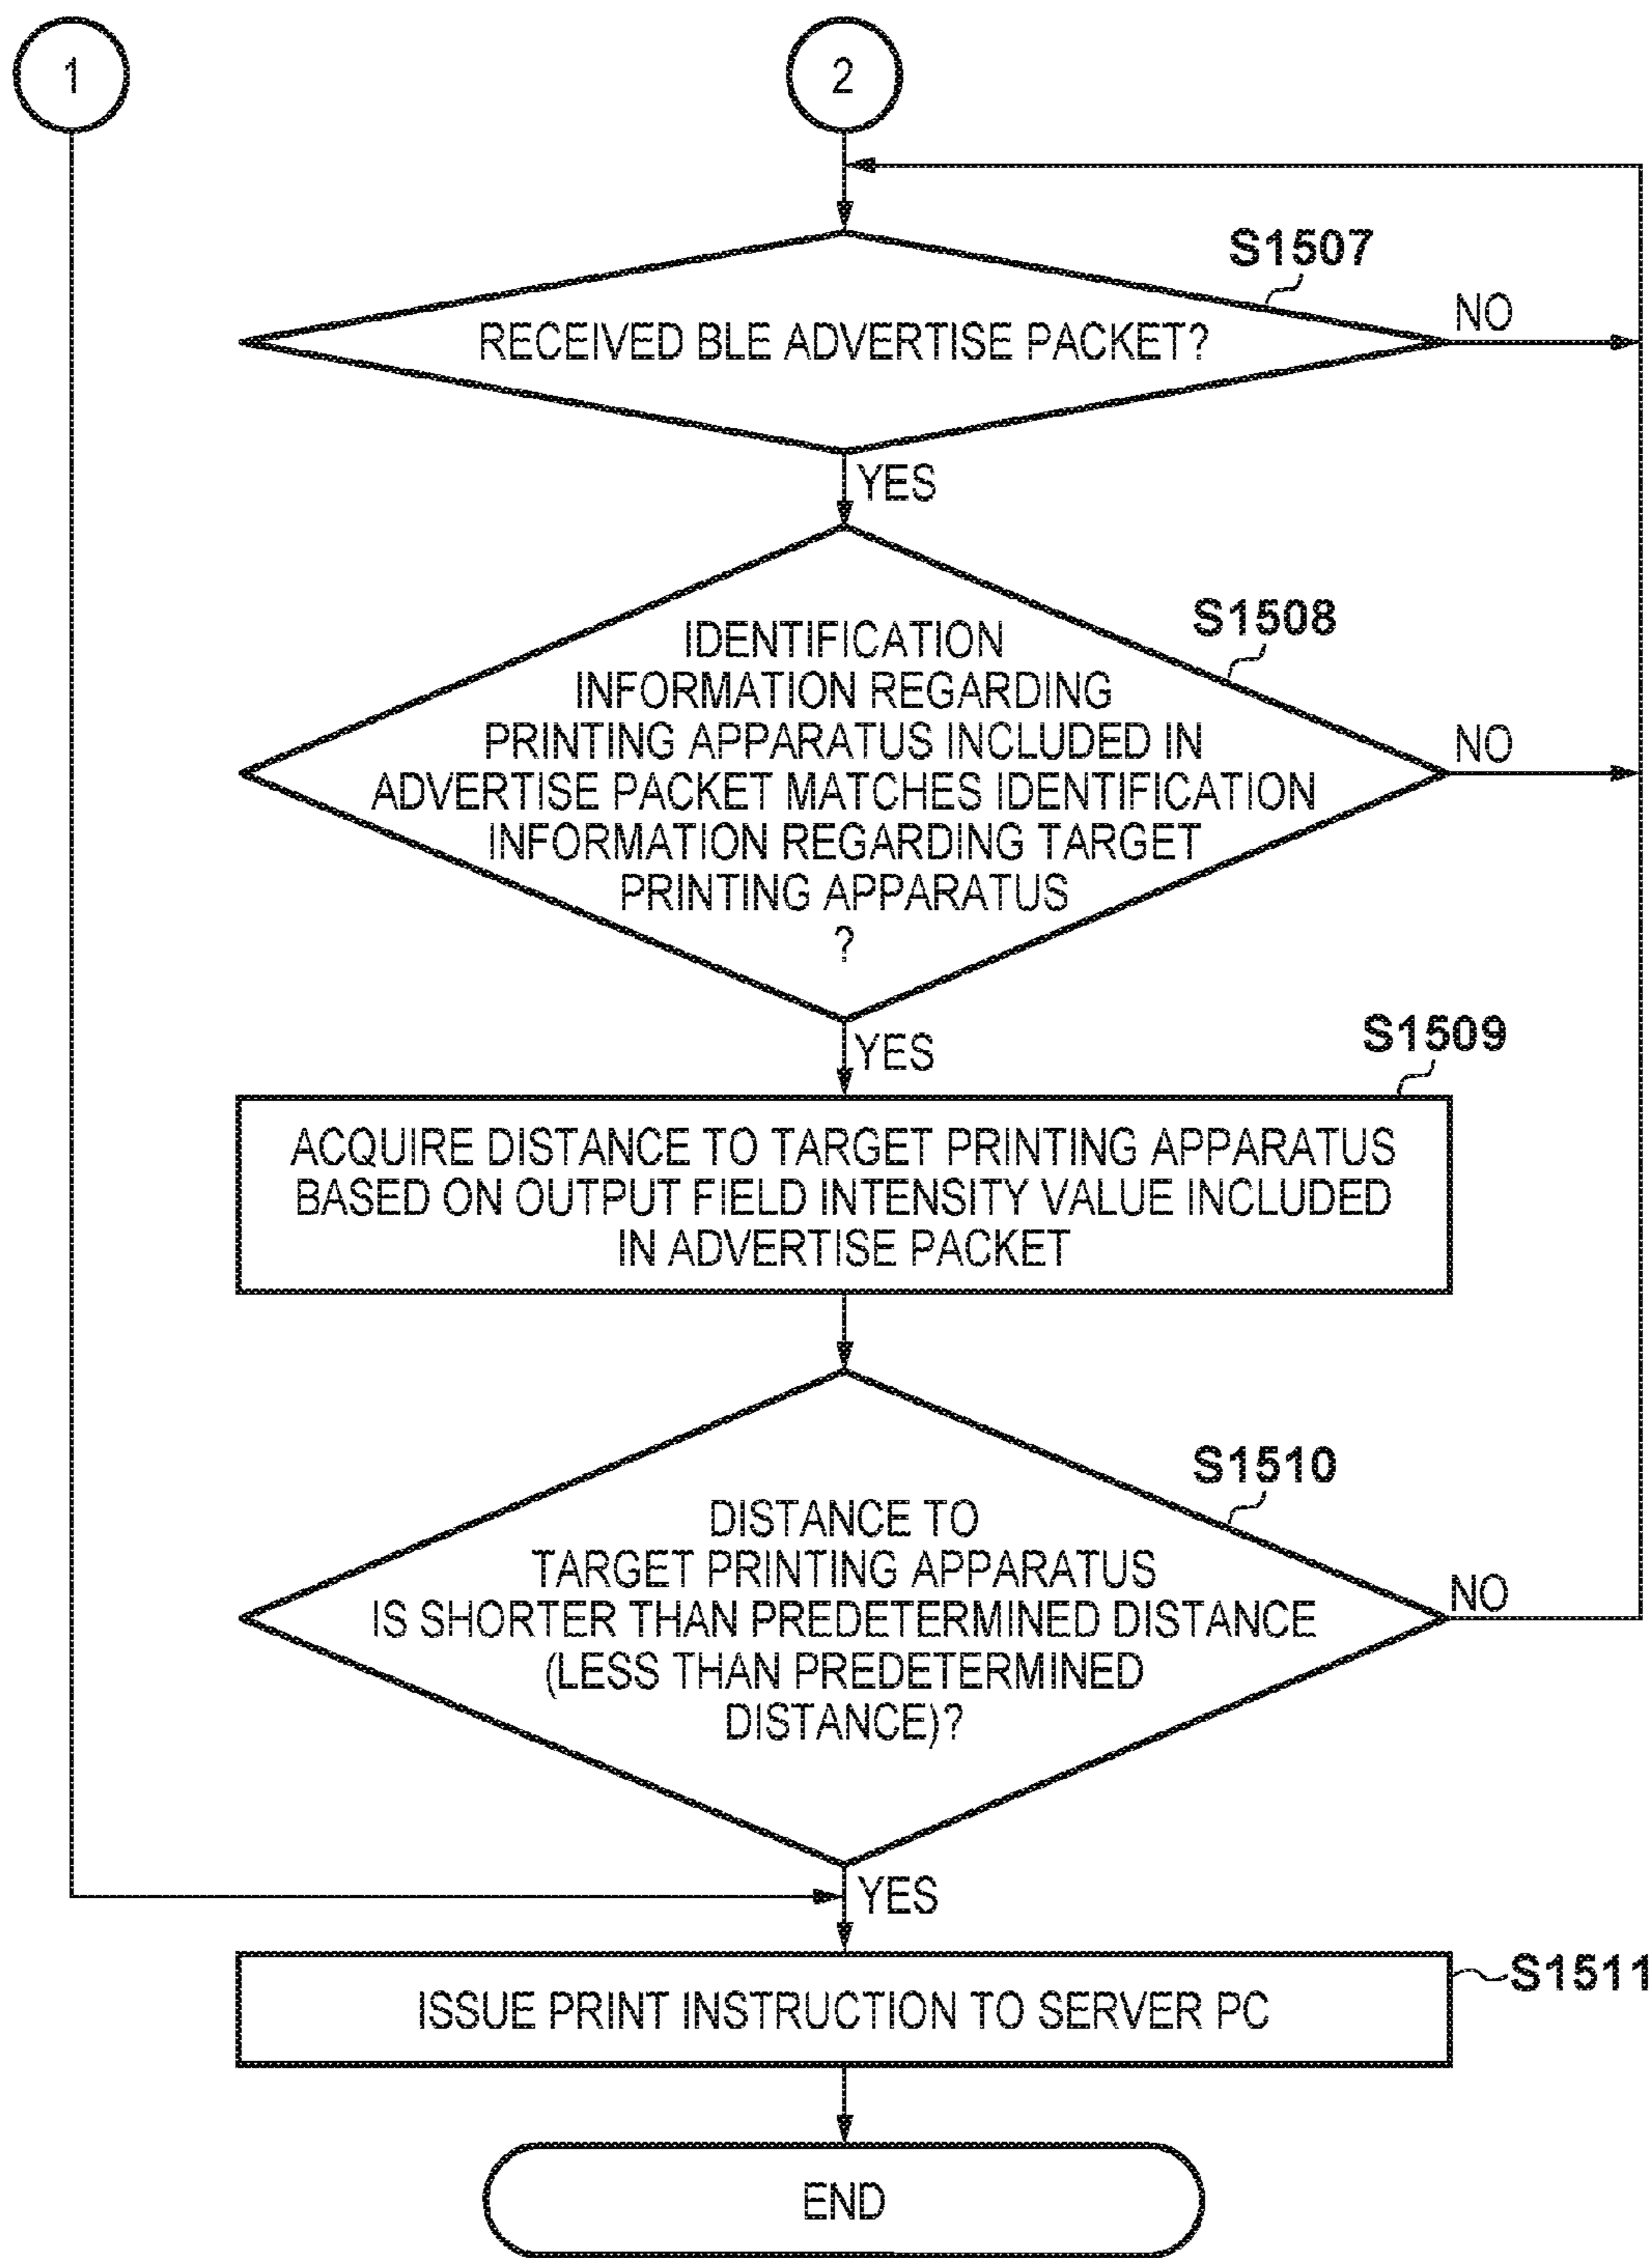 1
2
S1507
RECEIVED BLE ADVERTISE PACKET?
NO
YES
S1508
IDENTIFICATION
INFORMATION REGARDING
PRINTING APPARATUS INCLUDED IN
ADVERTISE PACKET MATCHES IDENTIFICATION
INFORMATION REGARDING TARGET
PRINTING APPARATUS
?
NO
YES
S1509
ACQUIRE DISTANCE TO TARGET PRINTING APPARATUS
BASED ON OUTPUT FIELD INTENSITY VALUE INCLUDED
IN ADVERTISE PACKET
S1510
DISTANCE TO
TARGET PRINTING APPARATUS
IS SHORTER THAN PREDETERMINED DISTANCE
(LESS THAN PREDETERMINED
DISTANCE)?
NO
YES
S1511
ISSUE PRINT INSTRUCTION TO SERVER PC
END